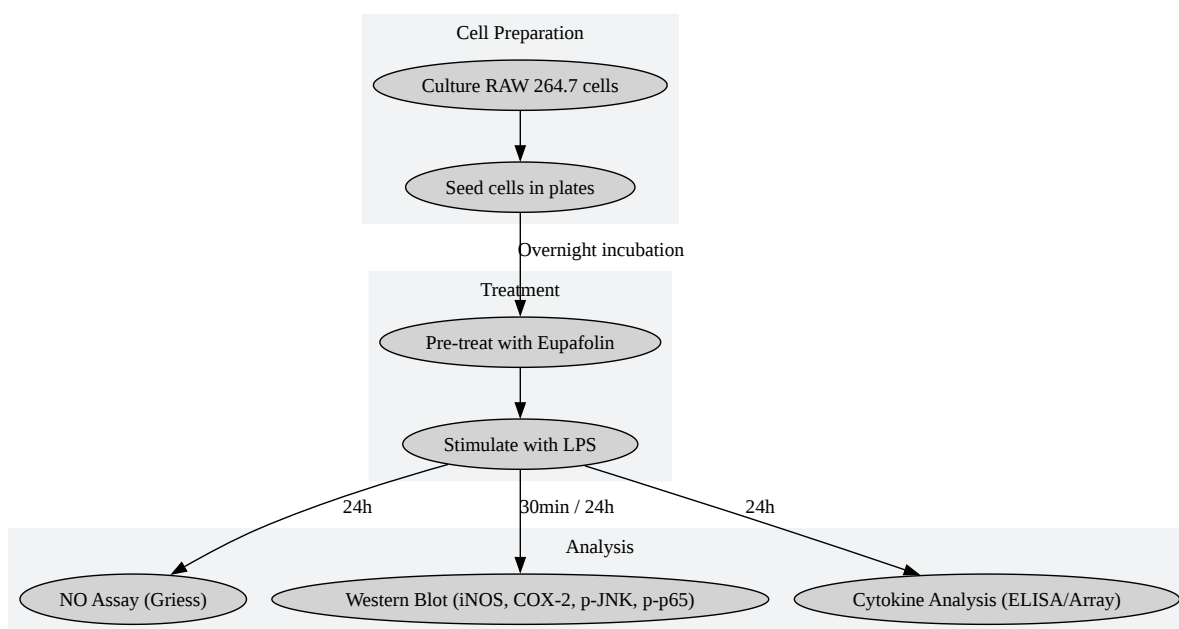 Cell Preparation
Culture RAW 264.7 cells
Seed cells in plates
Overnight incubation
Treatment
Pre-treat with Eupafolin
Stimulate with LPS
24h
30min / 24h
24h
Analysis
NO Assay (Griess)
Western Blot (iNOS, COX-2, p-JNK, p-p65)
Cytokine Analysis (ELISA/Array)